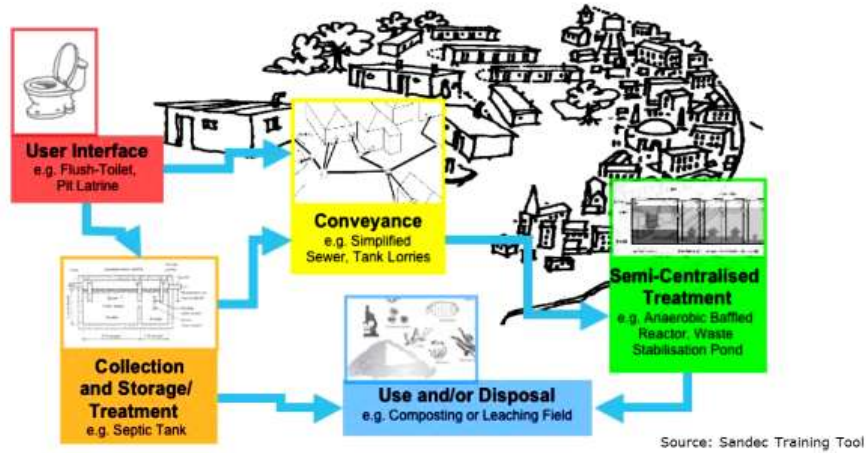 User Interface
e.g. Flush-Toilet,
Pit Latrine
Conveyance
e.g. Simplified
Sewer, Tank Lorries
Semi-Centralised
Treatment
e.g. Anaerobic Baffled
Reactor, Waste
Stabilisation Pond
Collection
and Storage/
Treatment
e.g. Septic Tank
Use and/or Disposal
e.g. Composting or Leaching Field
Source: Sandec Training Tool